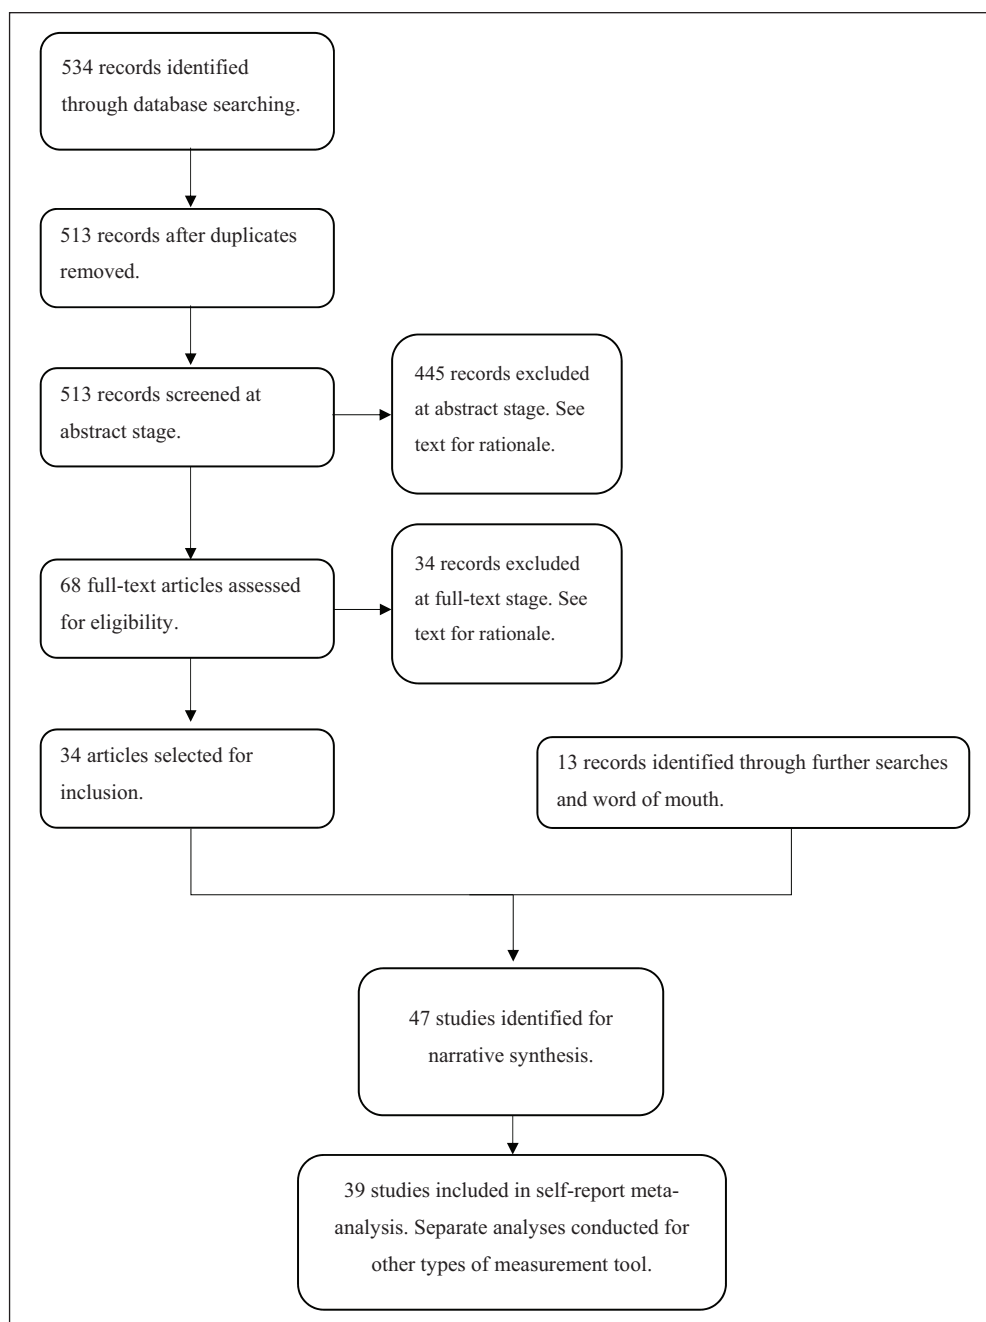 534 records identified
through database searching.
513 records after duplicates
removed.
513 records screened at
abstract stage.
445 records excluded
at abstract stage. See
text for rationale.
68 full-text articles assessed
for eligibility.
34 records excluded
at full-text stage. See
text for rationale.
34 articles selected for
inclusion.
13 records identified through further searches
and word of mouth.
47 studies identified for
narrative synthesis.
39 studies included in self-report meta-
analysis. Separate analyses conducted for
other types of measurement tool.